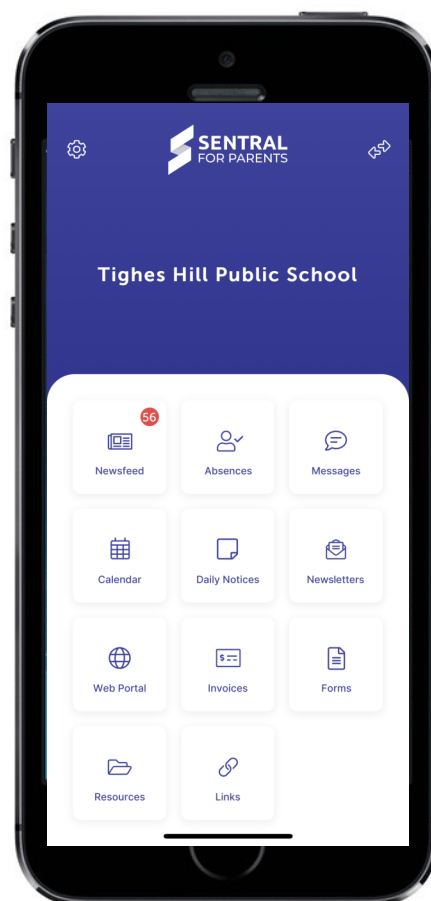 SENTRAL
FOR PARENTS
Tighes Hill Public School
56
Newsfeed
Absences
Messages
Calendar
Daily Notices
Newsletters
Web Portal
$
Invoices
Forms
Resources
Links